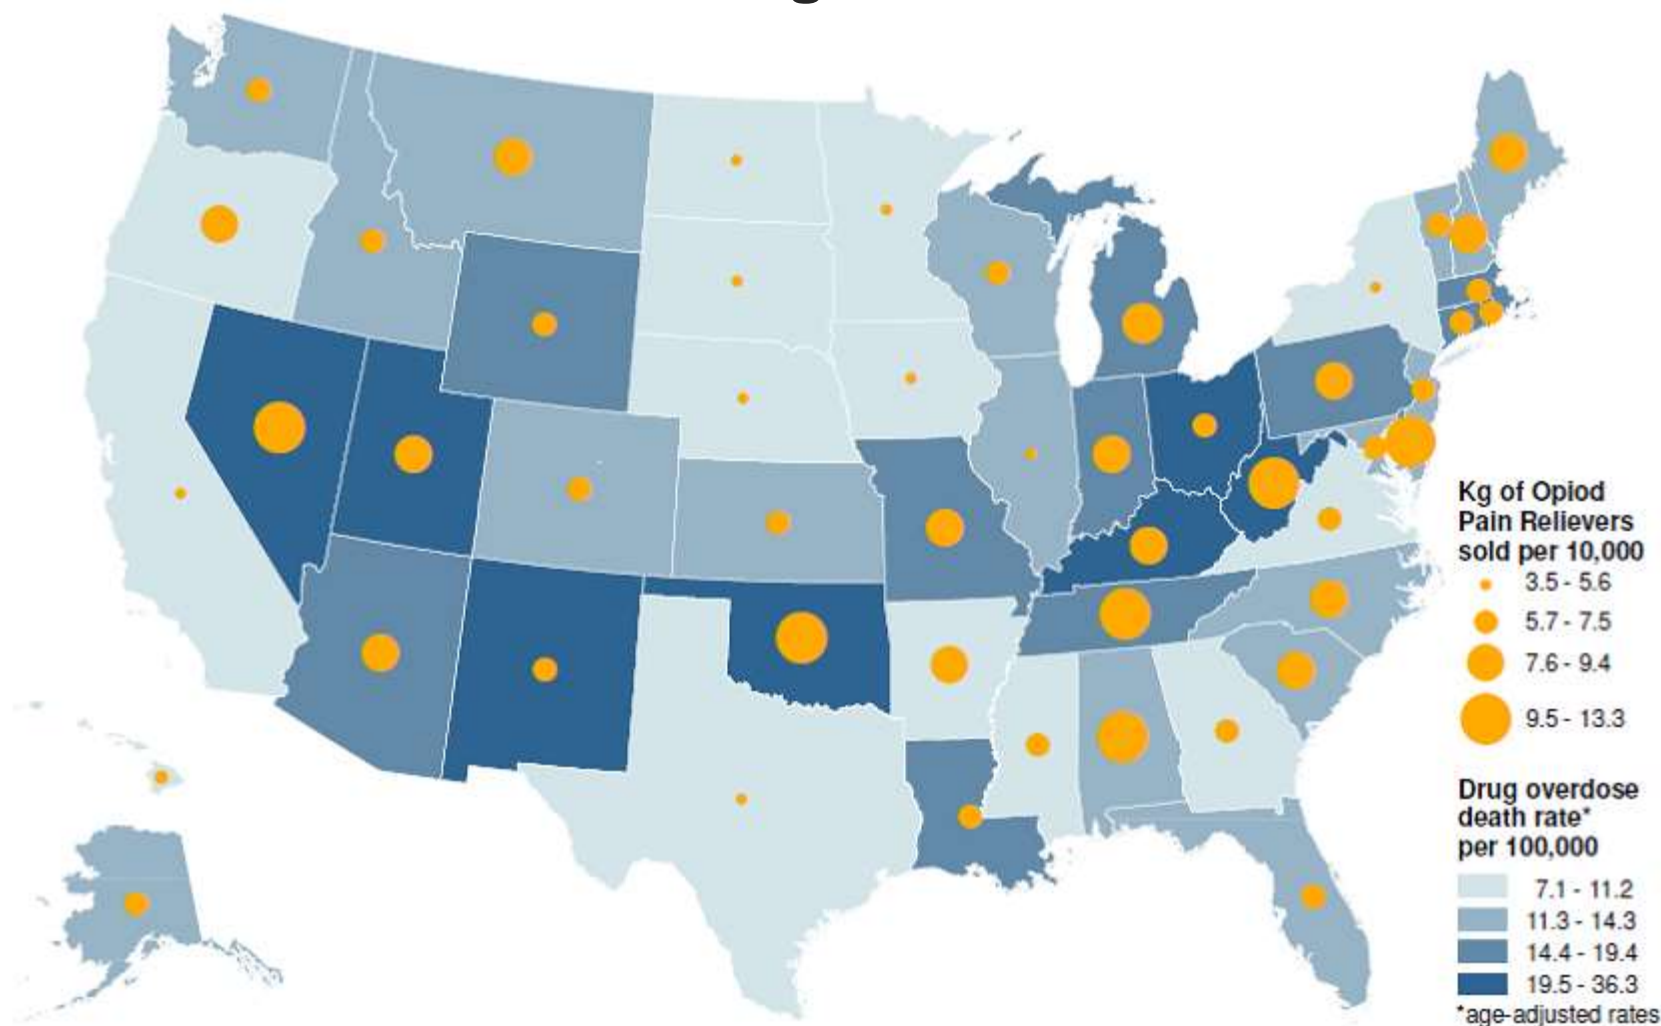 Kg of Opiod
Pain Relievers
sold per 10,000
3.5 - 5.6
5.7 - 7.5
7.6 - 9.4
9.5 - 13.3
Drug overdose
death rate*
per 100,000
7.1 - 11.2
11.3 - 14.3
14.4 - 19.4
19.5 - 36.3
*age-adjusted rates